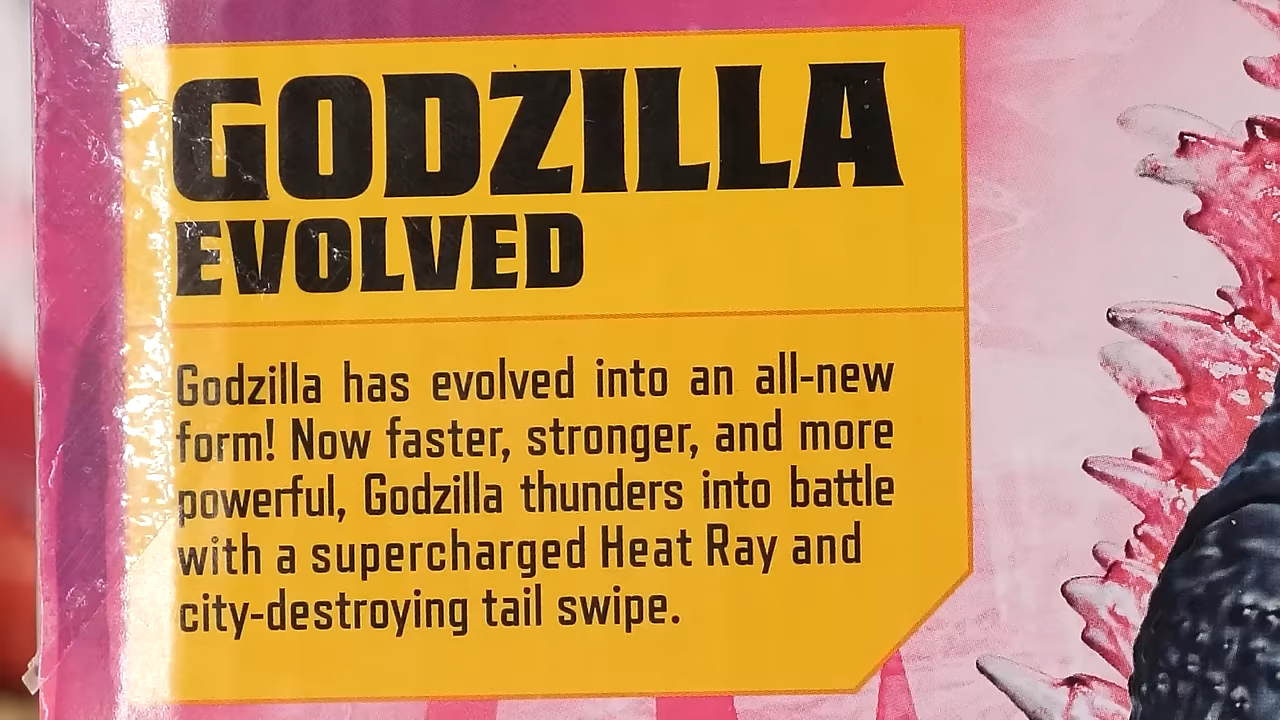 GODZILLA
EVOLVED
Godzilla has evolved into an all-new
form! Now faster, stronger, and more
powerful, Godzilla thunders into battle
with a supercharged Heat Ray and
city-destroying tail swipe.